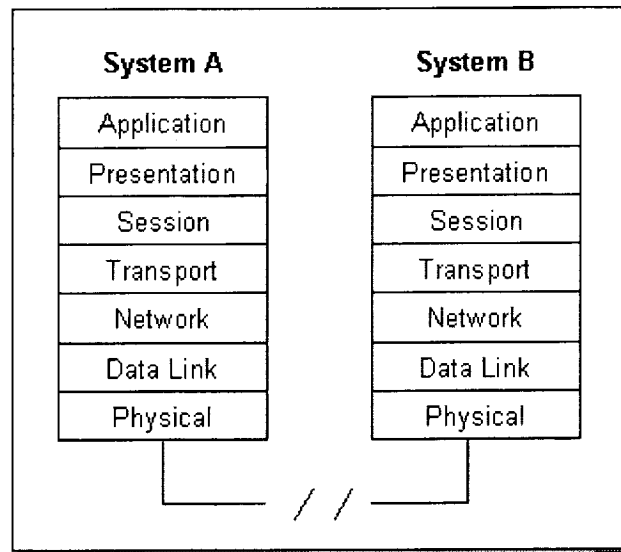 System A
Application
Presentation
Session
Transport
Network
Data Link
Physical
System B
Application
Presentation
Session
Transport
Network
Data Link
Physical